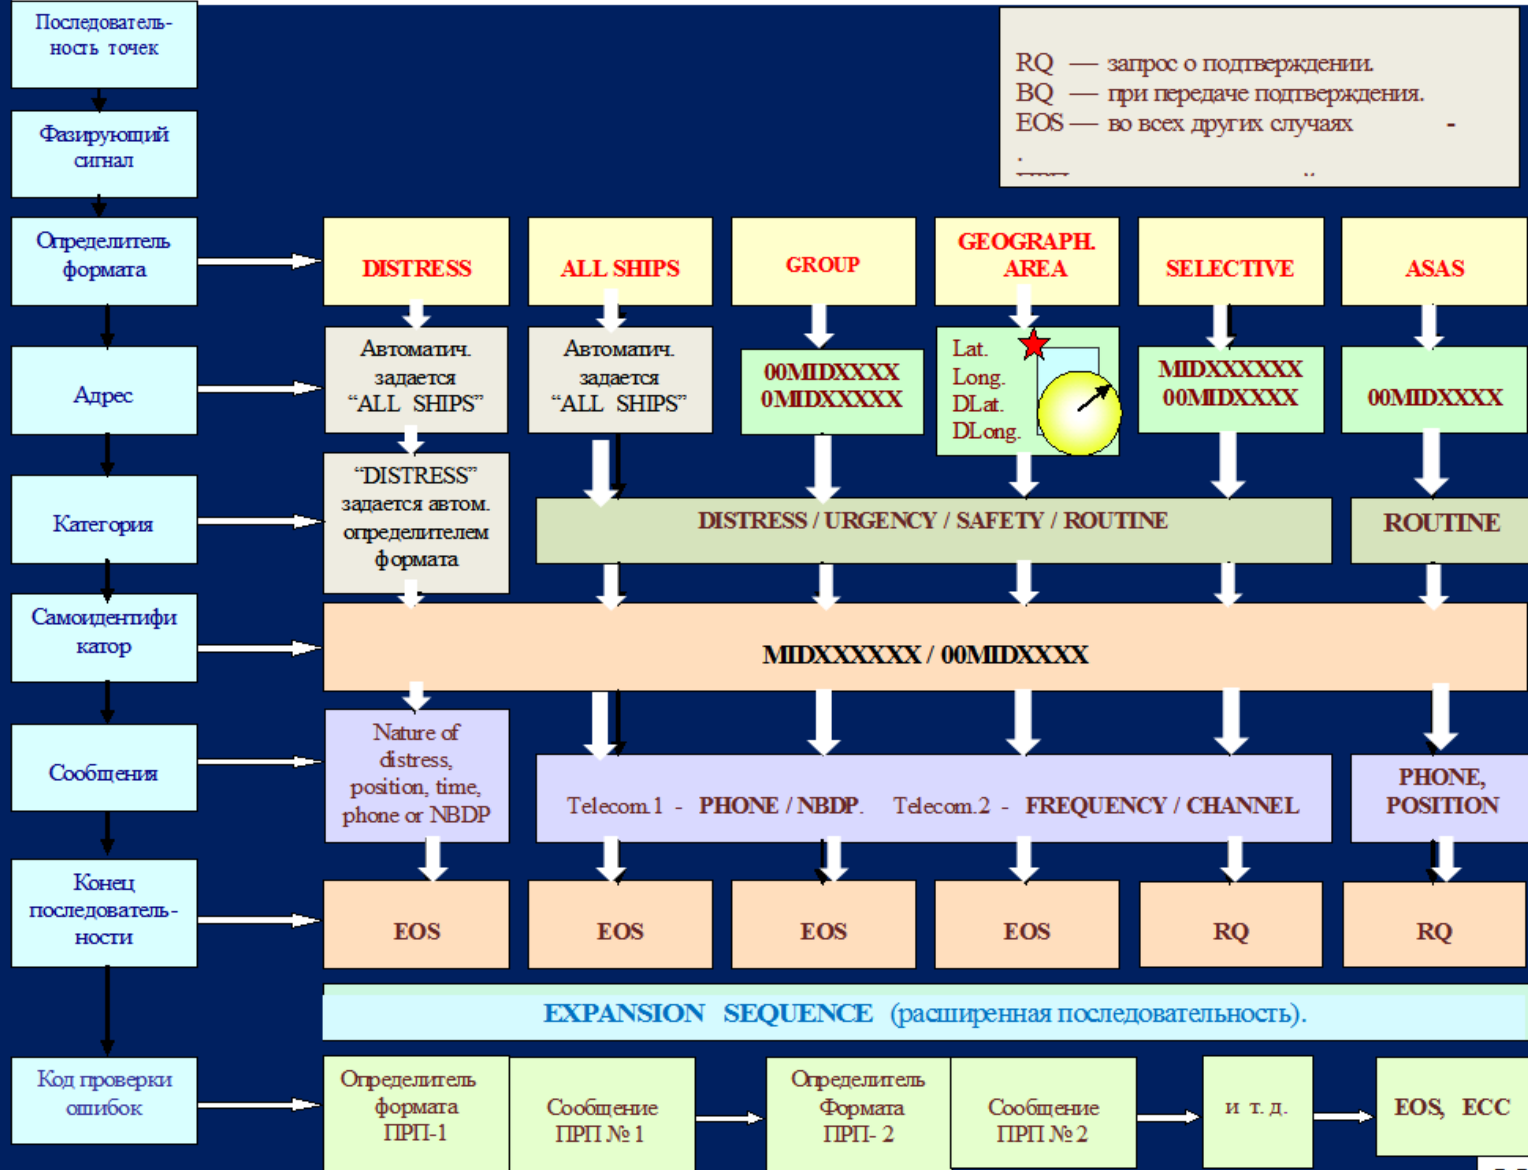 Последователь-
ность точек
RQ — запрос о подтверждении.
BQ — при передаче подтверждения.
EOS — во всех других случаях -
.
Фазирующий
сигнал
Определитель
формата
DISTRESS
ALL SHIPS
GROUP
GEOGRAPH.
AREA
SELECTIVE
ASAS
Адрес
Автоматич.
задается
“ALL SHIPS”
Автоматич.
задается
“ALL SHIPS”
00MIDXXXX
0MIDXXXXX
Lat.
Long.
DLat.
DLong.
MIDXXXXXX
00MIDXXXX
00MIDXXXX
Категория
“DISTRESS”
задается автом.
определителем
формата
DISTRESS / URGENCY / SAFETY / ROUTINE
ROUTINE
Самоидентифи
катор
MIDXXXXXX / 00MIDXXXX
Сообщения
Nature of
distress,
position, time,
phone or NBDP
Telecom.1 - PHONE / NBDP. Telecom.2 - FREQUENCY / CHANNEL
PHONE,
POSITION
Конец
последователь-
ности
EOS
EOS
EOS
EOS
RQ
RQ
EXPANSION SEQUENCE (расширенная последовательность).
Код проверки
ошибок
Определитель
формата
ПРП-1
Сообщение
ПРП № 1
Определитель
Формата
ПРП- 2
Сообщение
ПРП № 2
и т. д.
EOS, ECC